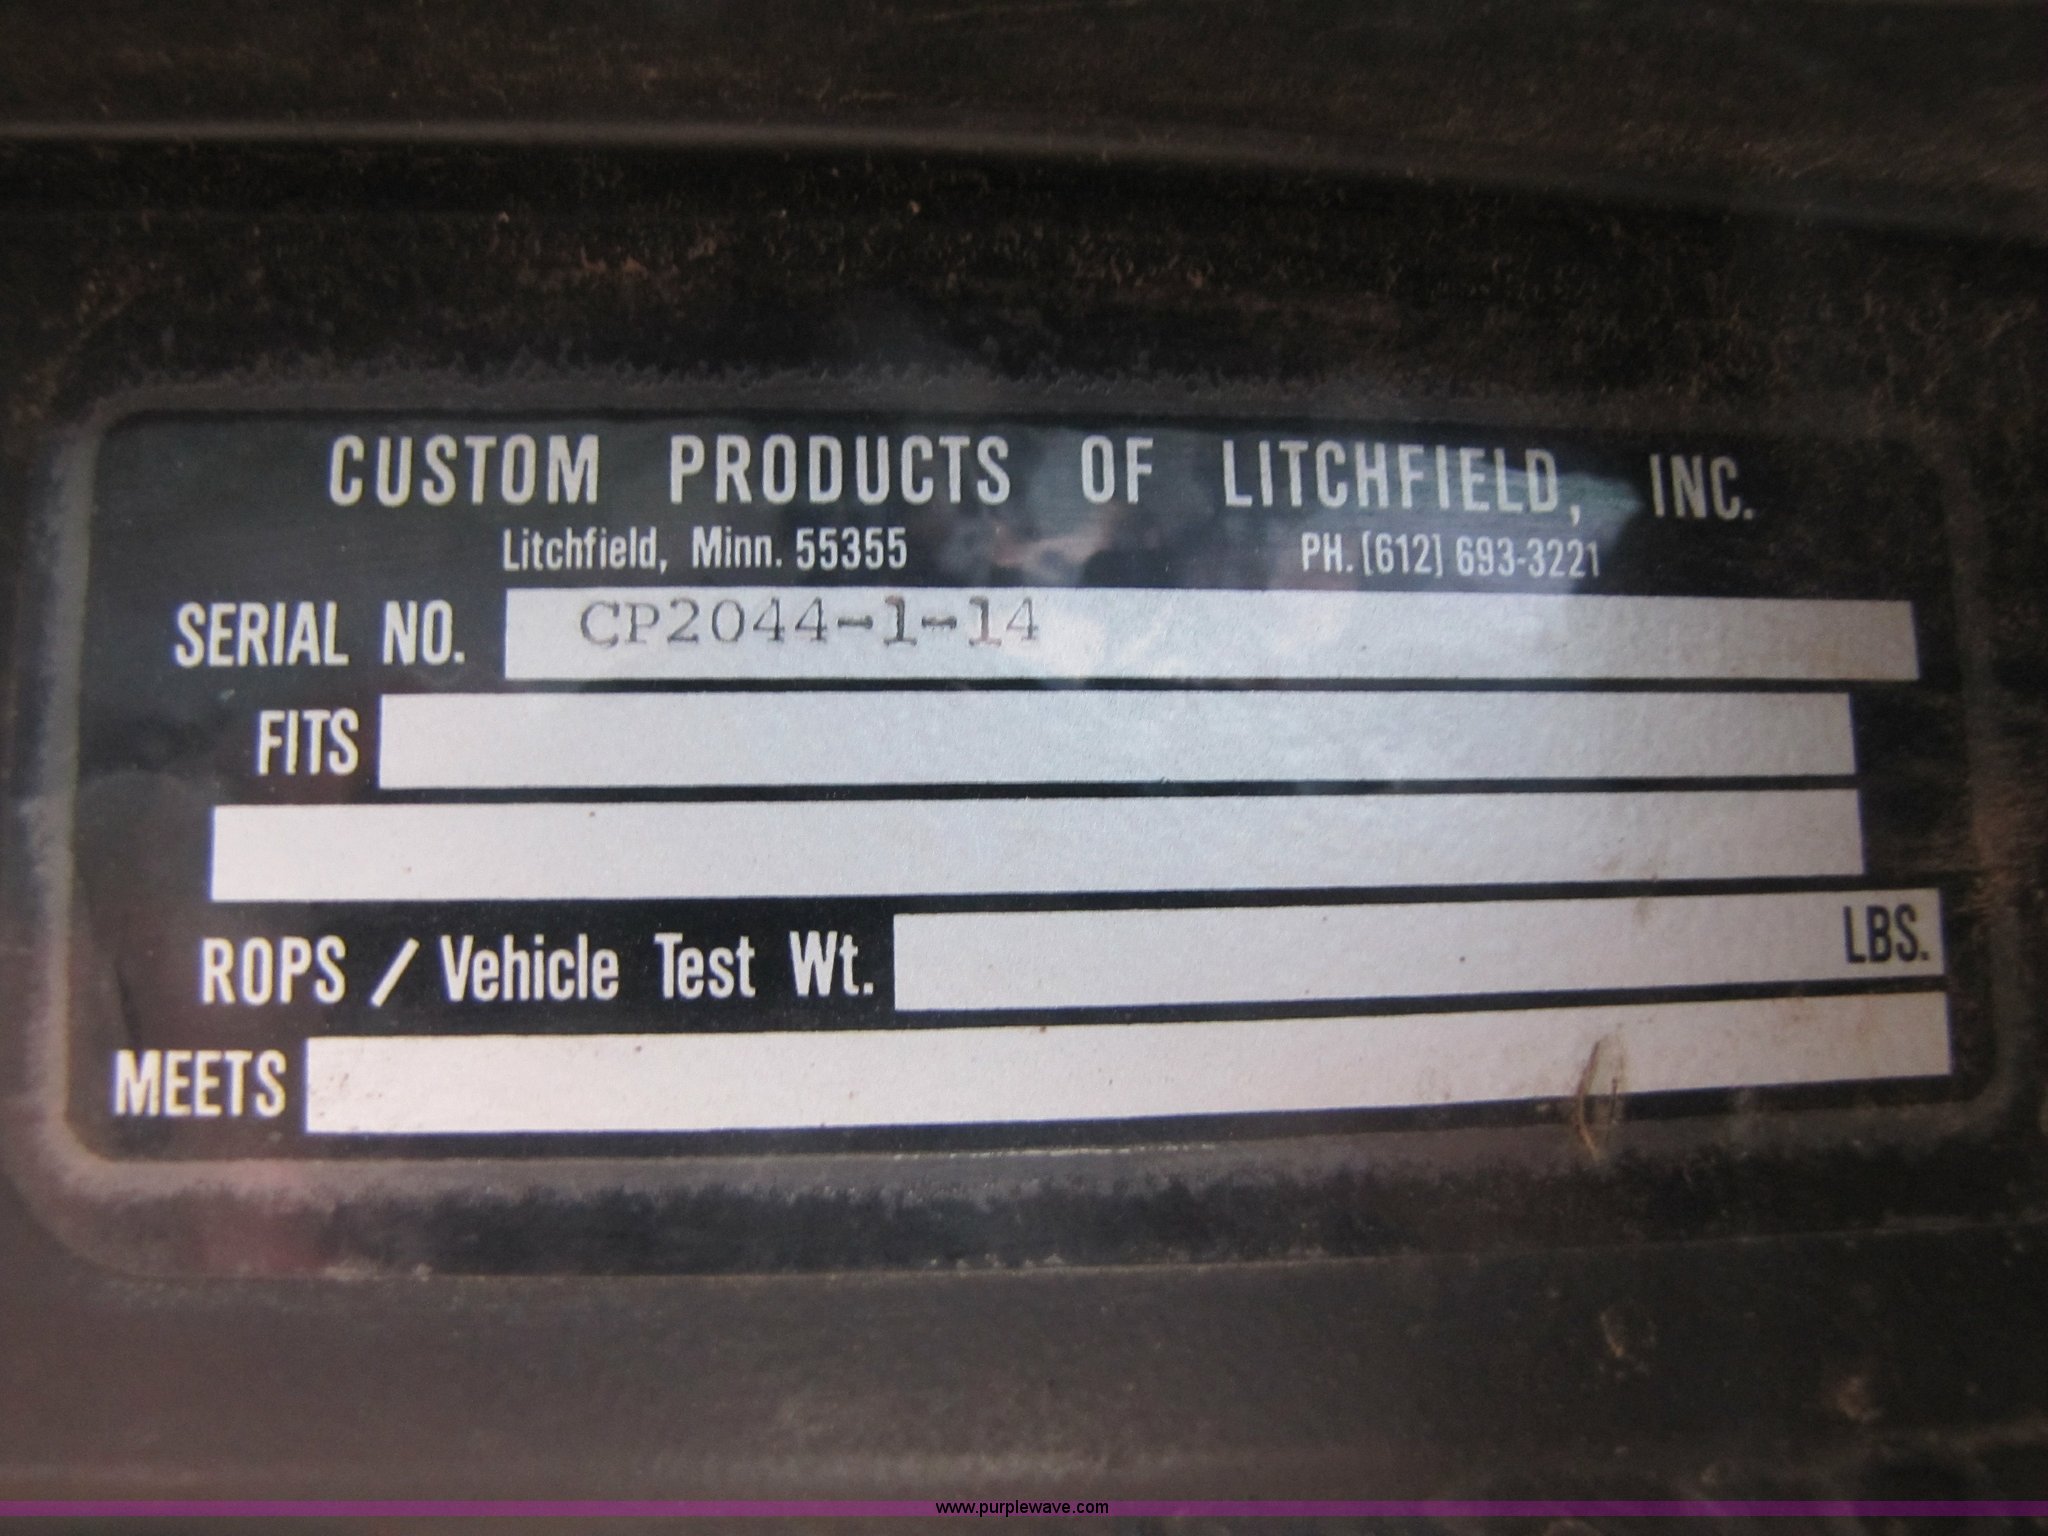 CUSTOM PRODUCTS OF LITCHFIELD, INC.
Litchfield, Minn. 55355 PH. [612] 693-3221
SERIAL NO. CP2044-1-14
FITS
ROPS / Vehicle Test Wt. LBS.
MEETS
www.purplewave.com